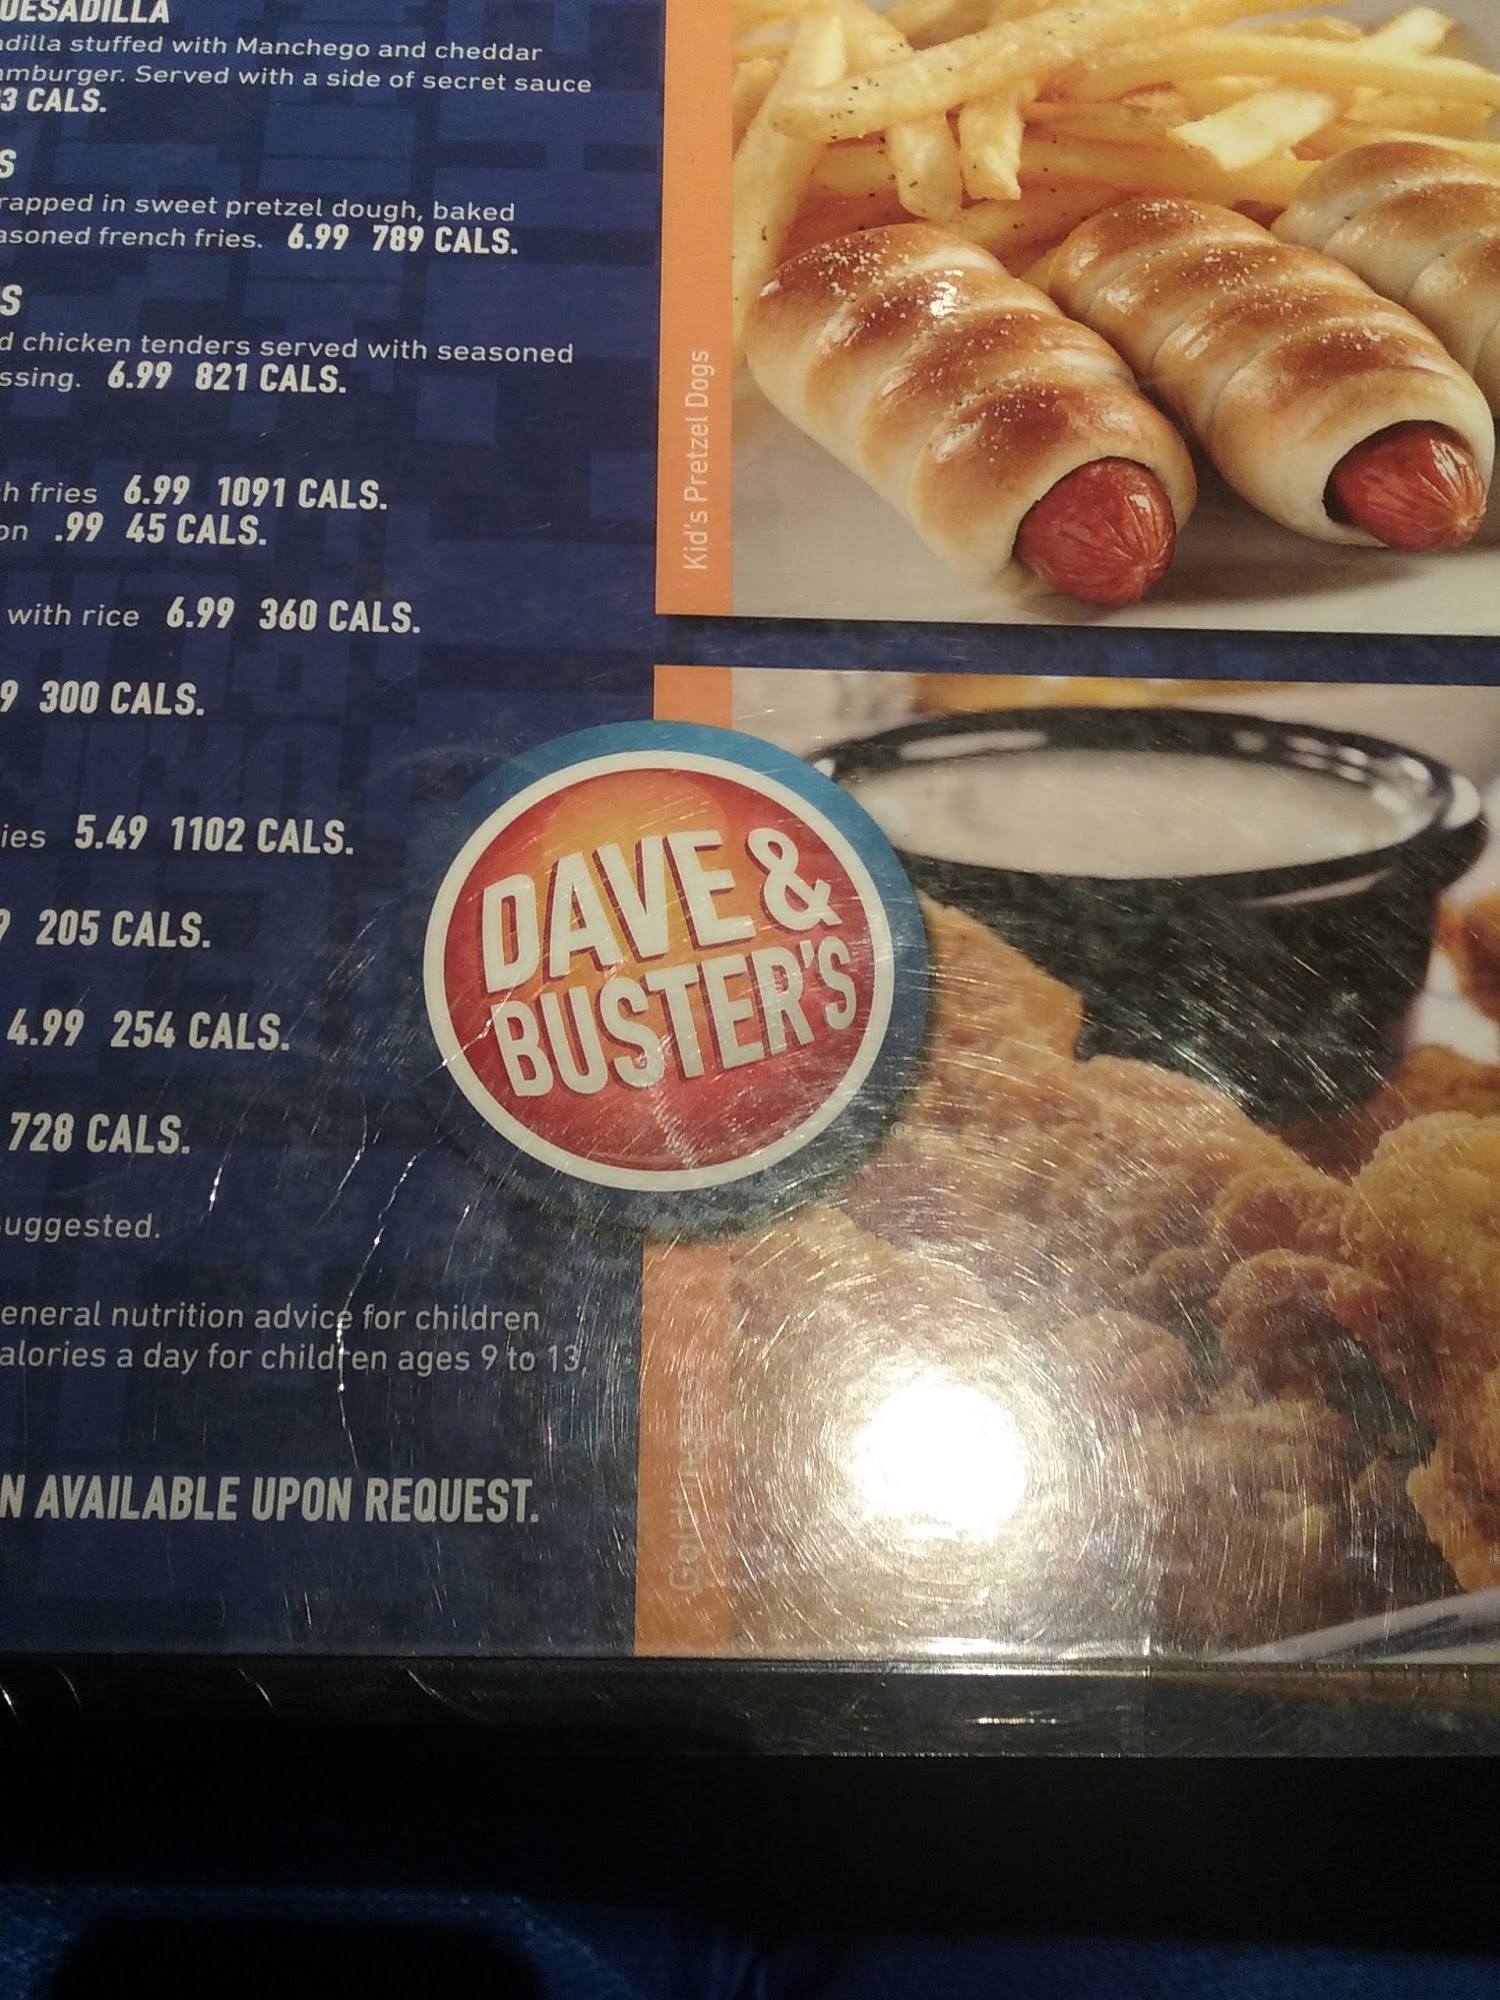 UESADILLA
adilla stuffed with Manchego and cheddar
amburger. Served with a side of secret sauce
3 CALS.
S
rapped in sweet pretzel dough, baked
asoned french fries. 6.99 789 CALS.
S
d chicken tenders served with seasoned
ssing. 6.99 821 CALS.
h fries 6.99 1091 CALS.
on .99 45 CALS.
with rice 6.99 360 CALS.
9 300 CALS.
ies 5.49 1102 CALS.
9 205 CALS.
4.99 254 CALS.
728 CALS.
uggested.
eneral nutrition advice for children
alories a day for children ages 9 to 13,
N AVAILABLE UPON REQUEST.
Kid's Pretzel Dogs
DAVE &
BUSTER'S